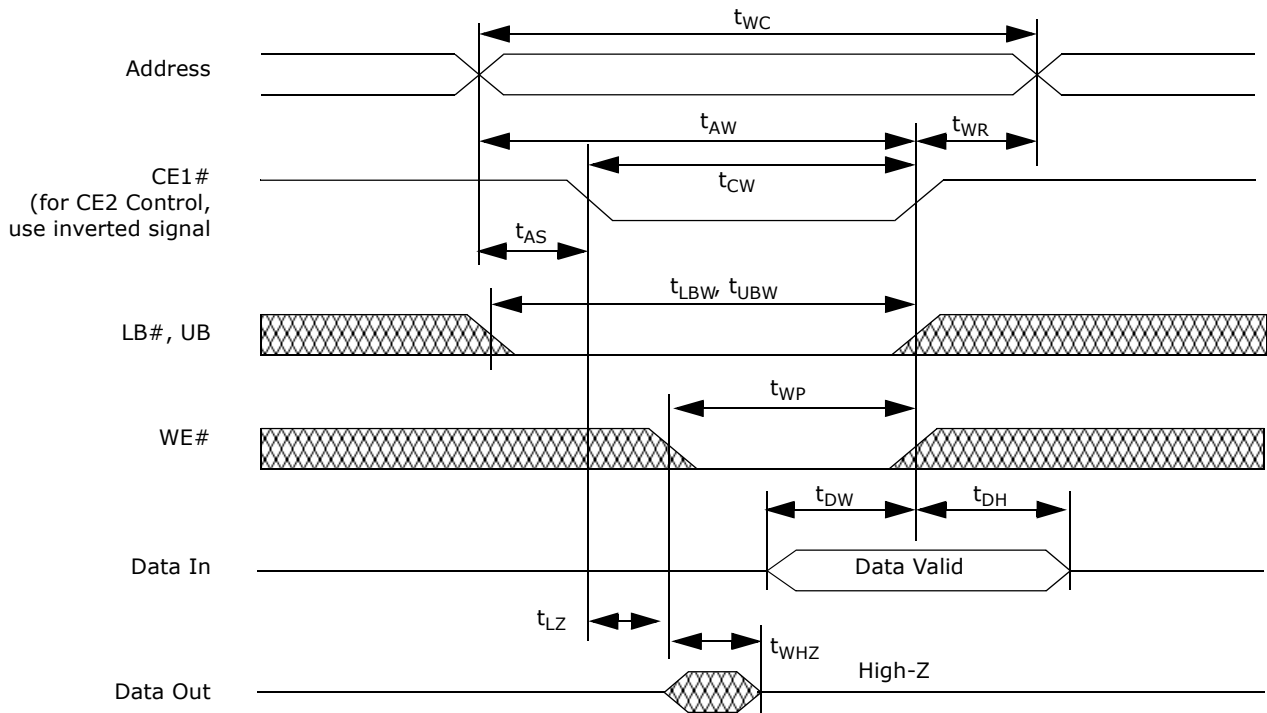 tWC
Address
tAW
tWR
CE1#
(for CE2 Control,
use inverted signal
tCW
tAS
tLBW, tUBW
LB#, UB
tWP
WE#
tDW
tDH
Data In
Data Valid
tLZ
tWHZ
High-Z
Data Out